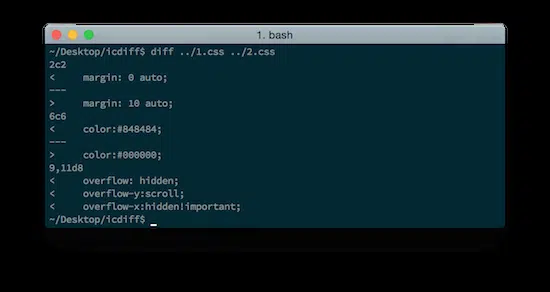 1. bash
~/Desktop/icdiff$ diff ../1.css ../2.css
2c2
<     margin: 0 auto;
---
>     margin: 10 auto;
6c6
<     color:#848484;
---
>     color:#000000;
9,11d8
<     overflow: hidden;
<     overflow-y:scroll;
<     overflow-x:hidden!important;
~/Desktop/icdiff$